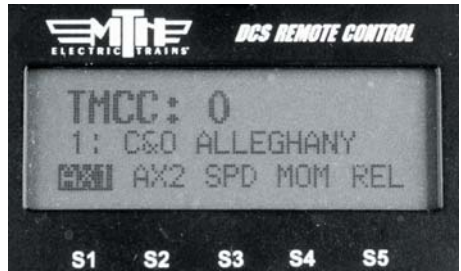 MTH DCS REMOTE CONTROL
ELECTRIC TRAINS
TMCC: 0
1: C&O ALLEGHANY
AX1 AX2 SPD MOM REL
S1 S2 S3 S4 S5